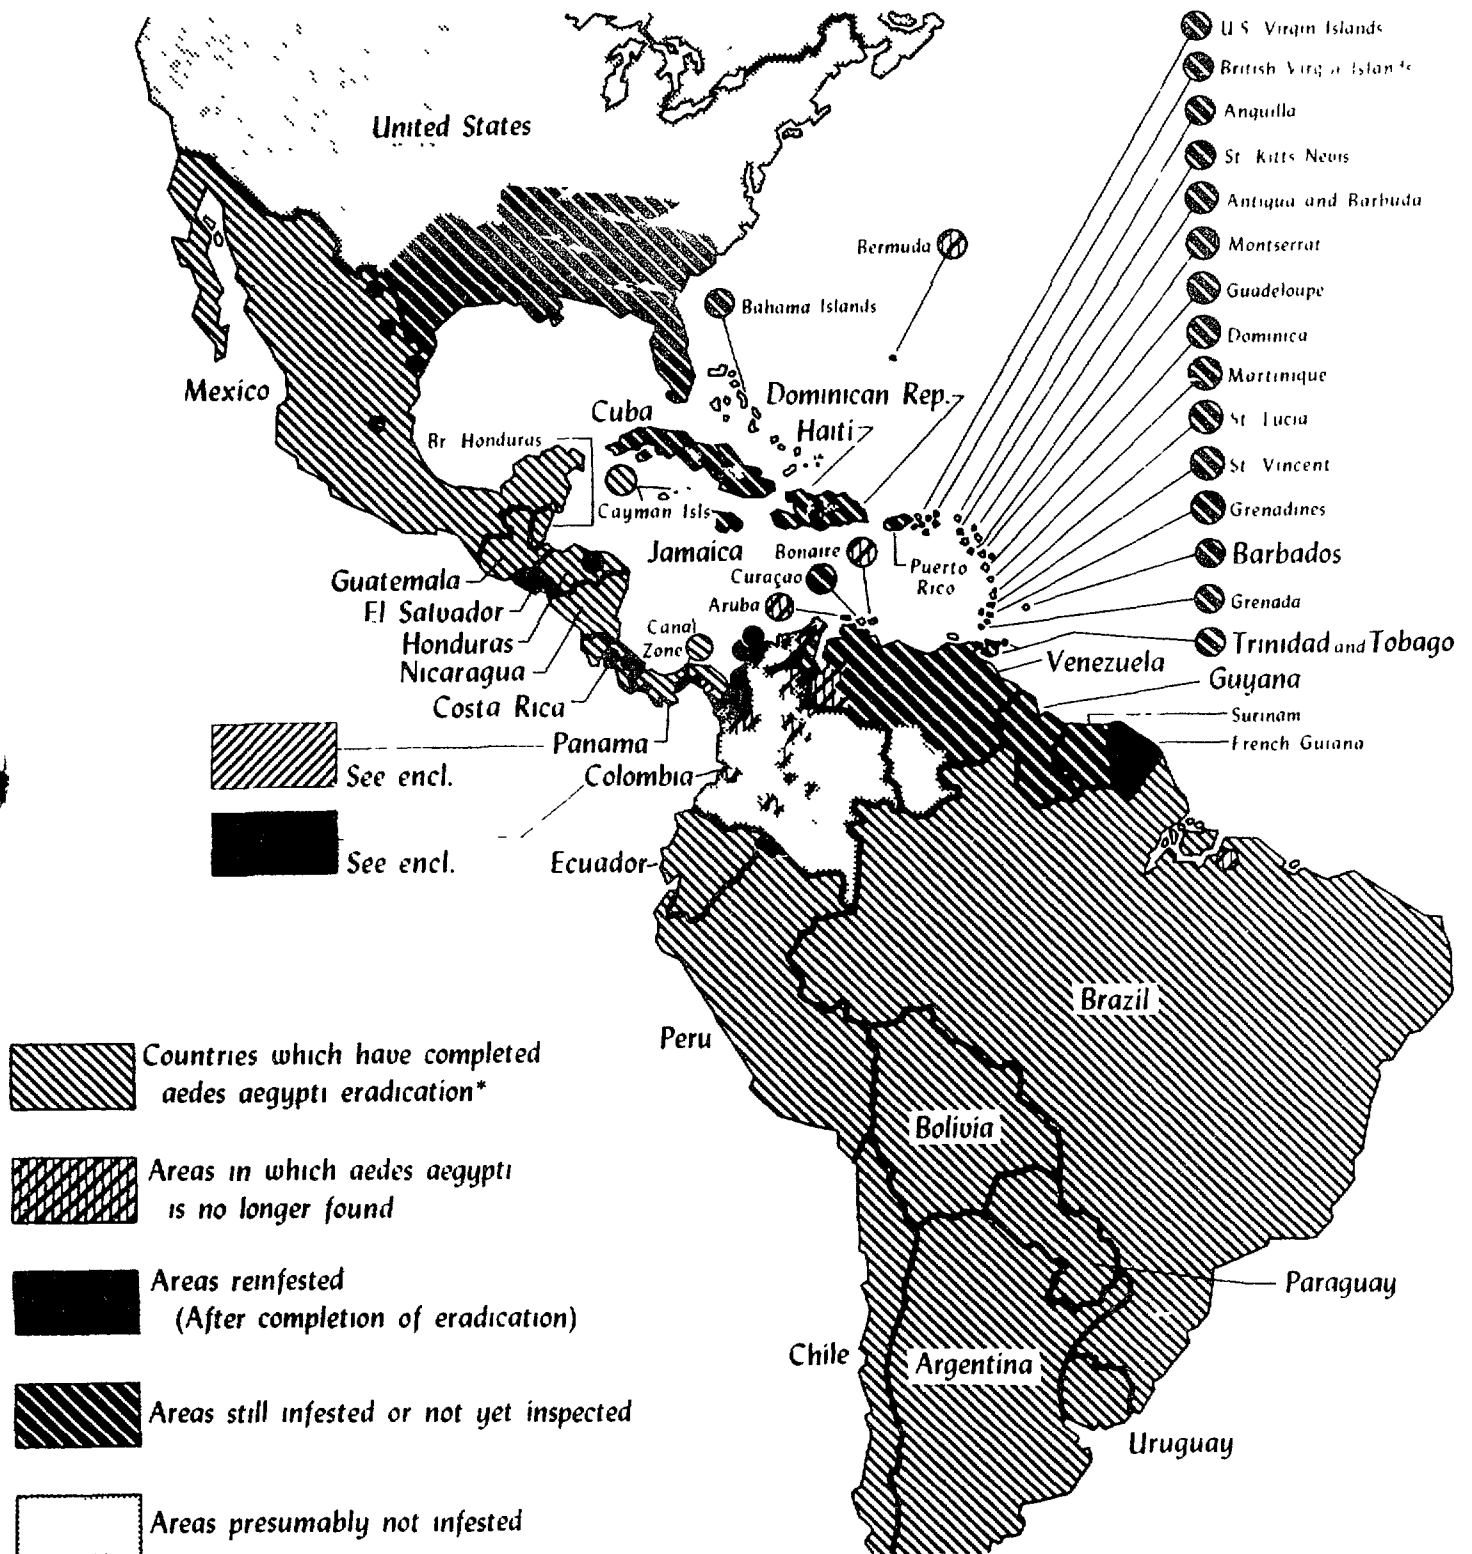 U S Virgin Islands
British Islands
Anguilla
St Kitts Nevis
Antigua and Barbuda
Montserrat
Guadeloupe
Dominica
Martinique
St Lucia
St Vincent
Grenadines
Barbados
Grenada
Trinidad and Tobago
Venezuela
Guyana
Surinam
French Guiana
United States
Bermuda
Bahama Islands
Mexico
Dominican Rep.
Cuba
Haiti
Br Honduras
Cayman Isls
Jamaica
Bonaire
Puerto
Rico
Curaçao
Aruba
Guatemala
El Salvador
Canal
Zone
Honduras
Nicaragua
Costa Rica
Panama
See encl.
Colombia
See encl.
Ecuador
Brazil
Peru
Bolivia
Paraguay
Chile
Argentina
Uruguay
Countries which have completed
aedes aegypti eradication*
Areas in which aedes aegypti
is no longer found
Areas reinfested
(After completion of eradication)
Areas still infested or not yet inspected
Areas presumably not infested